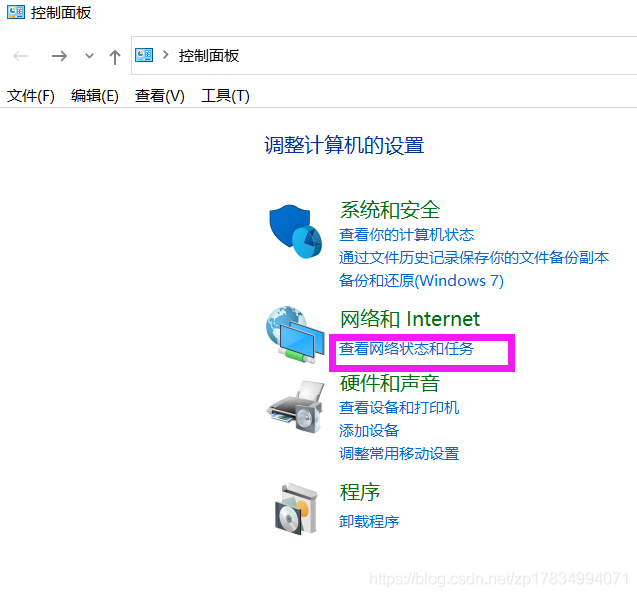 控制面板
控制面板
文件(F) 编辑(E) 查看(V) 工具(T)
调整计算机的设置
系统和安全
查看你的计算机状态
通过文件历史记录保存你的文件备份副本
备份和还原(Windows 7)
网络和 Internet
查看网络状态和任务
硬件和声音
查看设备和打印机
添加设备
调整常用移动设置
程序
卸载程序
https://blog.csdn.net/zp17834994071